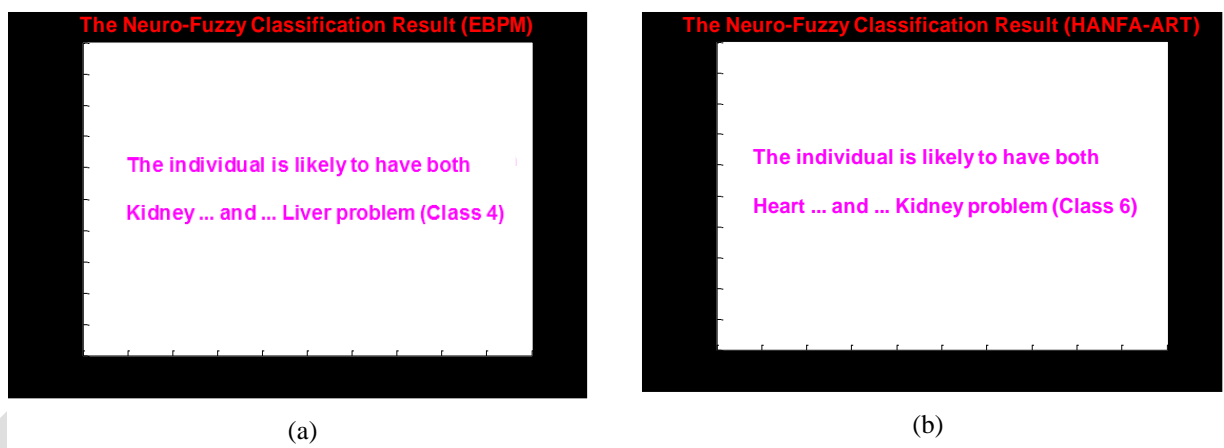 The Neuro-Fuzzy Classification Result (EBPM)
The individual is likely to have both
Kidney ... and ... Liver problem (Class 4)
(a)
The Neuro-Fuzzy Classification Result (HANFA-ART)
The individual is likely to have both
Heart ... and ... Kidney problem (Class 6)
(b)